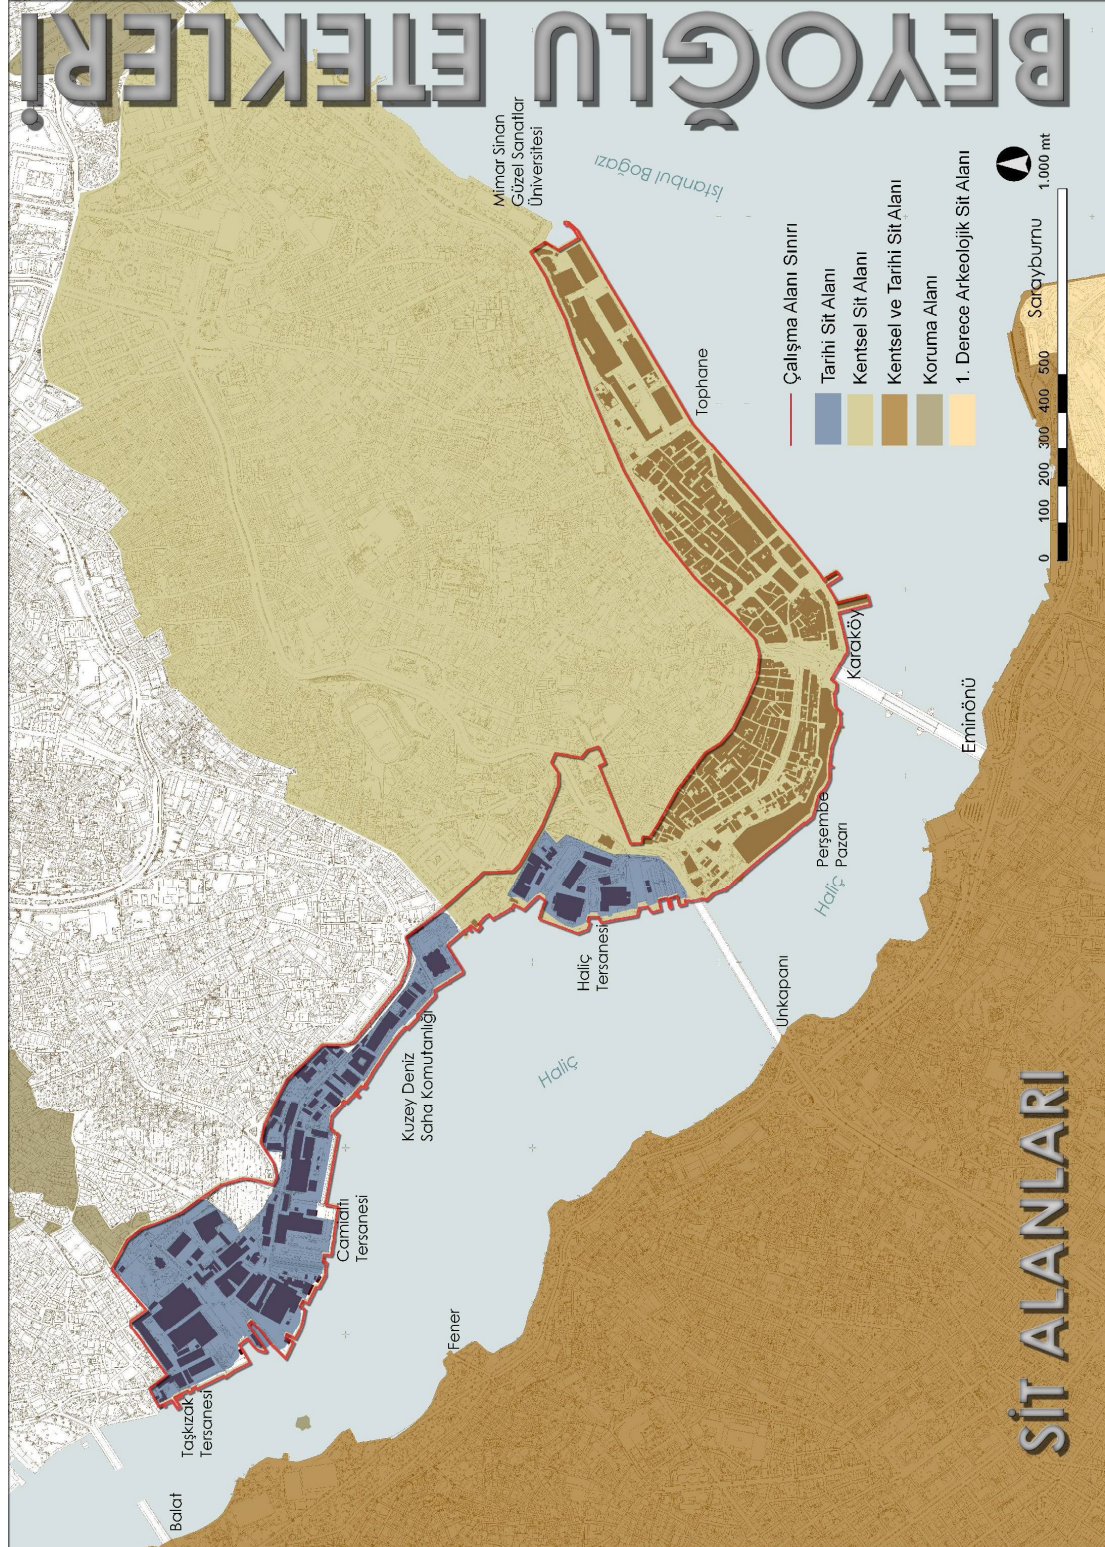 BEYOĞLU ETEKLERİ
SİT ALANLARI
Mimar Sinan
Güzel Sanatlar
Üniversitesi
İstanbul Boğazı
Tophane
Karaköy
Perşembe
Pazarı
Haliç
Haliç
Tersanesi
Unkapanı
Eminönü
Sarayburnu
Kuzey Deniz
Saha Komutanlığı
Haliç
Camialtı
Tersanesi
Taşkızak
Tersanesi
Fener
Balat
Çalışma Alanı Sınırı
Tarihi Sit Alanı
Kentsel Sit Alanı
Kentsel ve Tarihi Sit Alanı
Koruma Alanı
1. Derece Arkeolojik Sit Alanı
0 100 200 300 400 500 1.000 mt